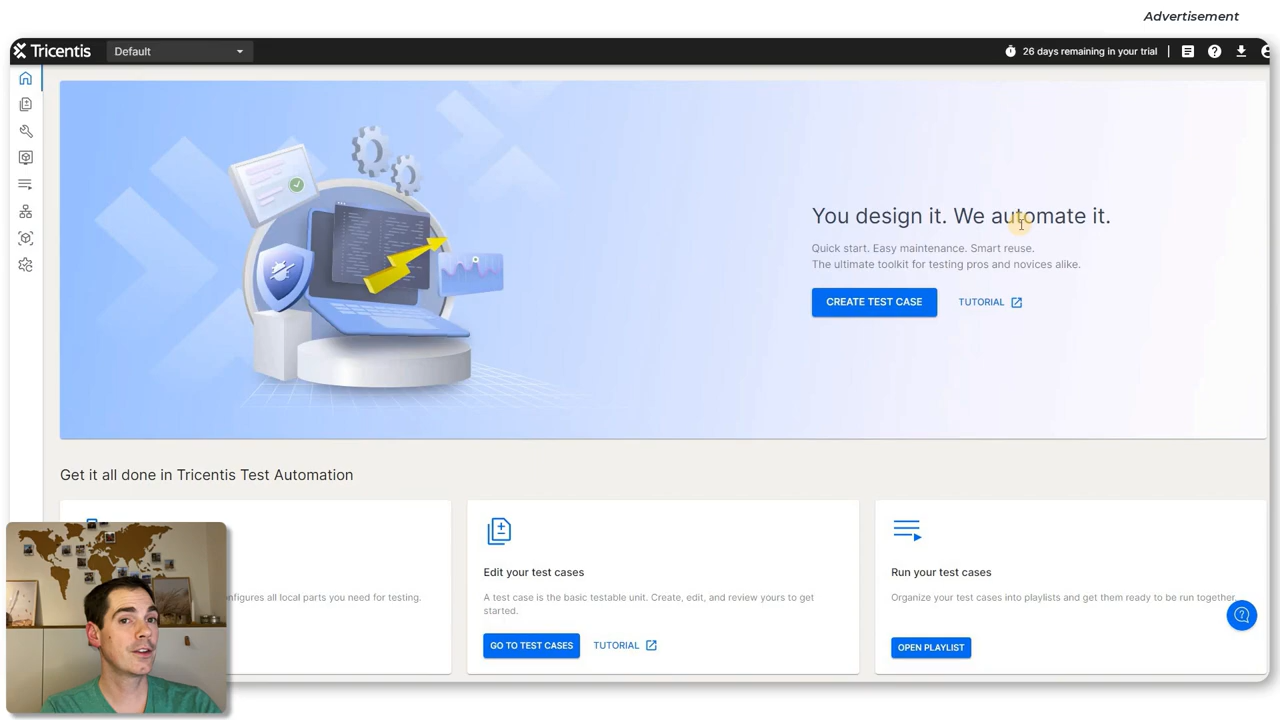 Advertisement
Tricentis
Default
26 days remaining in your trial
You design it. We automate it.
Quick start. Easy maintenance. Smart reuse.
The ultimate toolkit for testing pros and novices alike.
CREATE TEST CASE
TUTORIAL
Get it all done in Tricentis Test Automation
configures all local parts you need for testing.
Edit your test cases
A test case is the basic testable unit. Create, edit, and review yours to get
started.
GO TO TEST CASES
TUTORIAL
Run your test cases
Organize your test cases into playlists and get them ready to be run together.
OPEN PLAYLIST